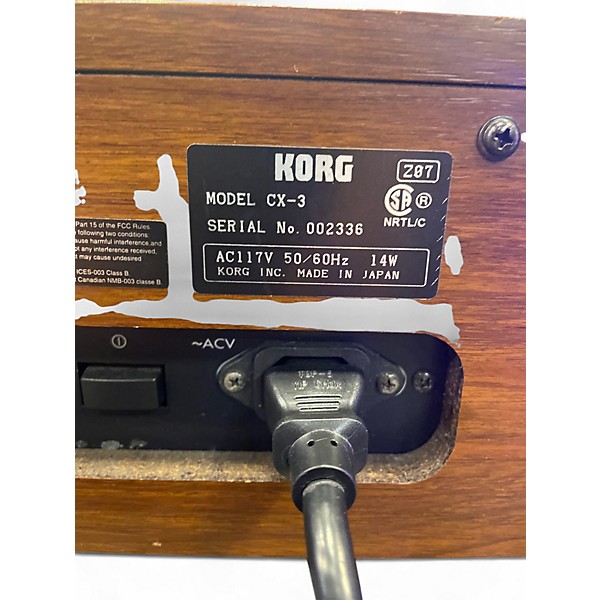 KORG
Z07
MODEL CX-3
SA ® NRTL/C
SERIAL No. 002336
AC117V 50/60Hz 14W
KORG INC. MADE IN JAPAN
Part 15 of the FCC Rules
following two conditions:
cause harmful interference, and
t any interference received,
may cause undesired
ICES-003 Class B.
Canadian NMB-003 classe B.
~ACV